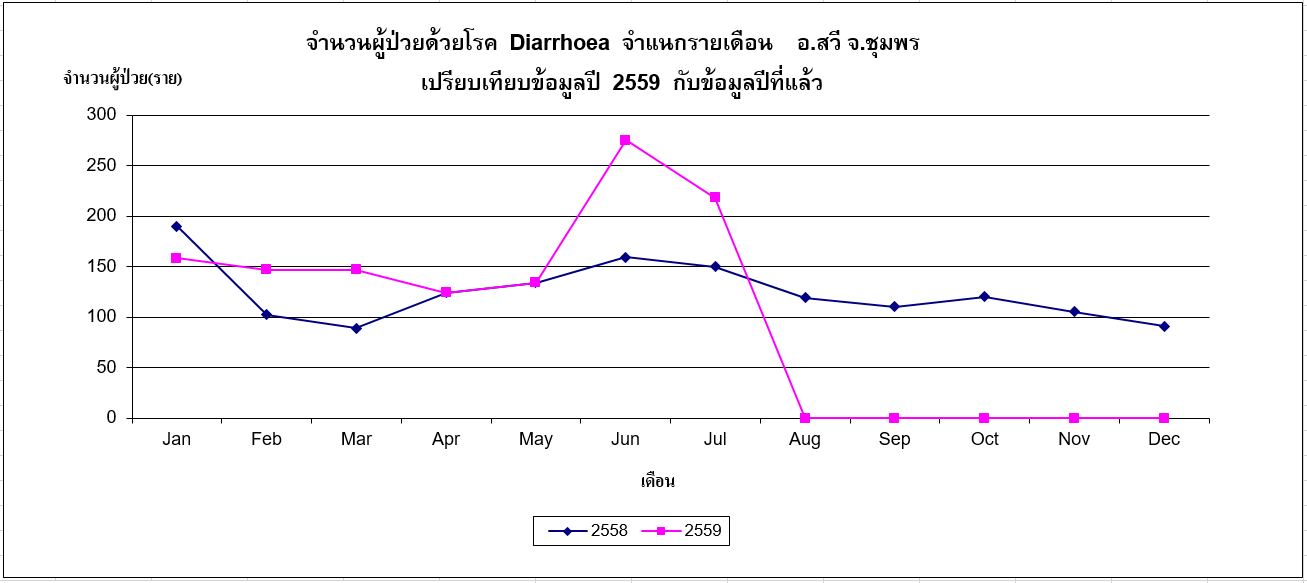 จำนวนผู้ป่วยด้วยโรค Diarrhoea จำแนกรายเดือน อ.สวี จ.ชุมพร
เปรียบเทียบข้อมูลปี 2559 กับข้อมูลปีที่แล้ว
จำนวนผู้ป่วย(ราย)
300
250
200
150
100
50
0
Jan Feb Mar Apr May Jun Jul Aug Sep Oct Nov Dec
เดือน
2558 2559